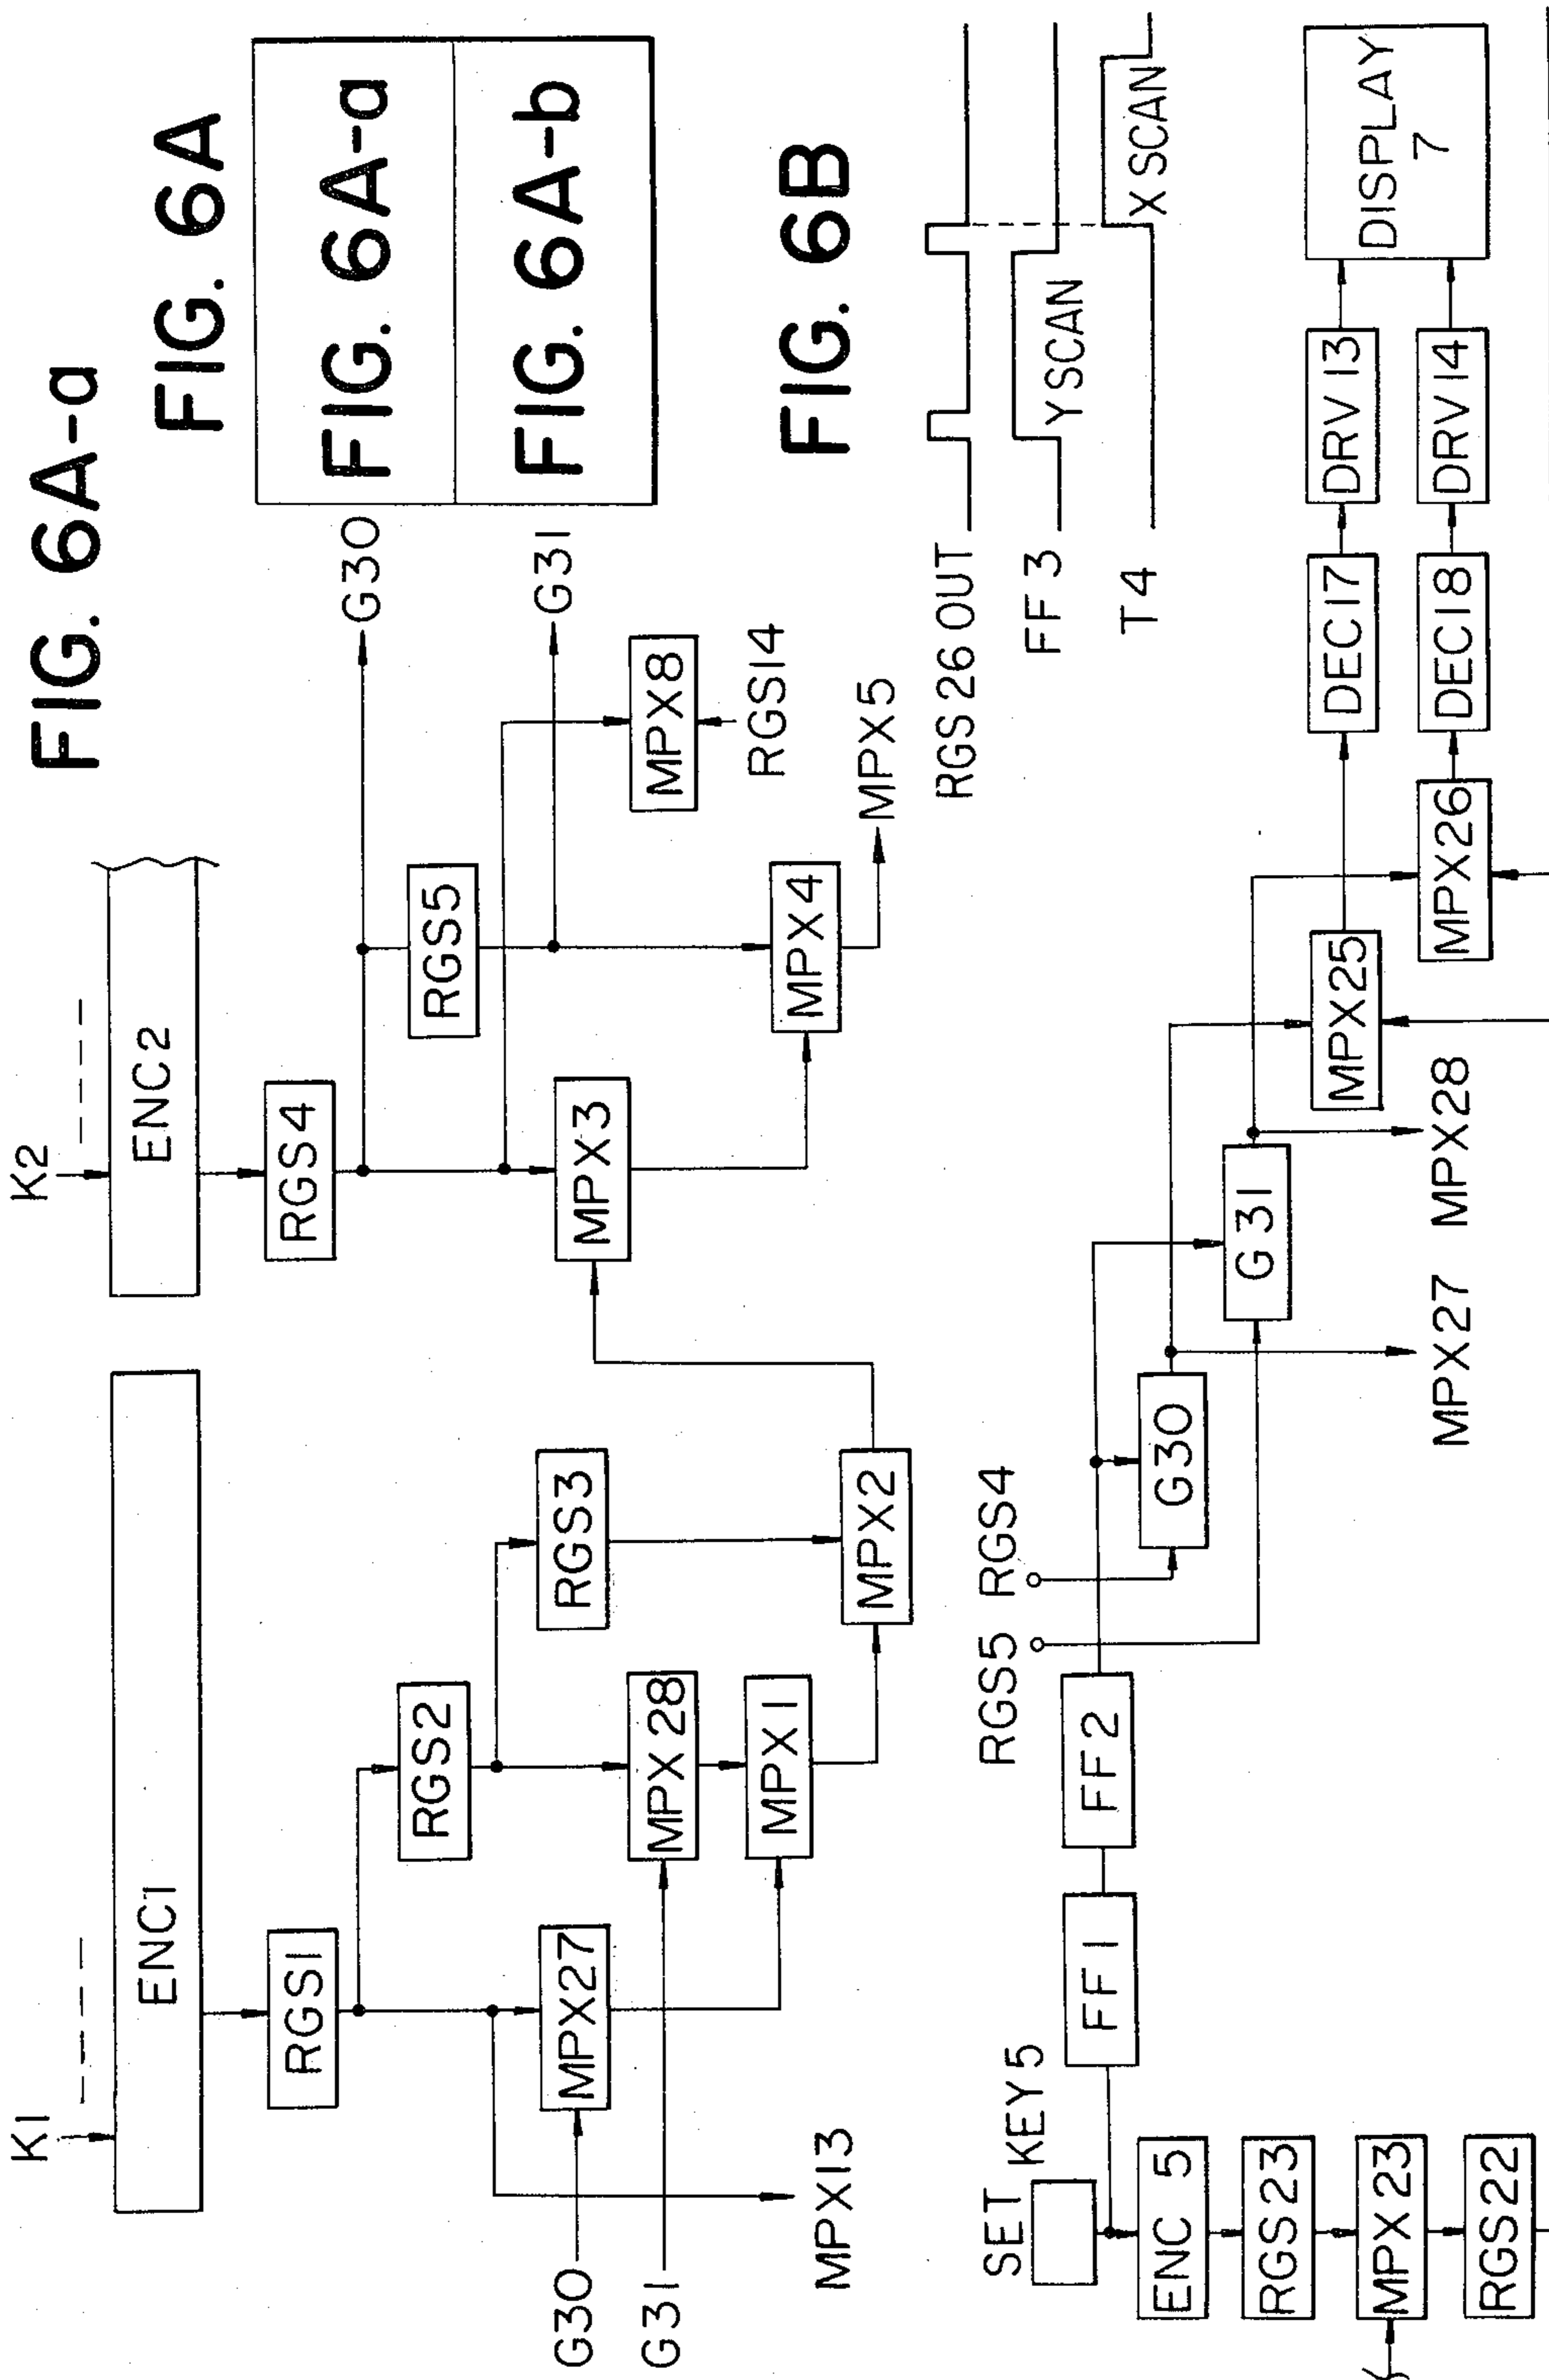 FIG. 6A-a
FIG. 6A
FIG. 6A-a
FIG. 6A-b
K1
ENC1
K2
ENC2
RGS1
RGS4
G30
RGS2
RGS5
G30
MPX27
RGS3
MPX3
G31
G31
MPX28
MPX8
MPX1
RGS14
MPX13
MPX2
MPX4
MPX5
FIG. 6B
RGS26 OUT
FF3
YSCAN
T4
X SCAN
SET
KEY5
FF1
FF2
RGS5
RGS4
ENC 5
G30
RGS23
G31
MPX23
MPX25
DEC17
DRV13
DISPLAY
7
RGS22
MPX27
MPX28
MPX26
DEC18
DRV14